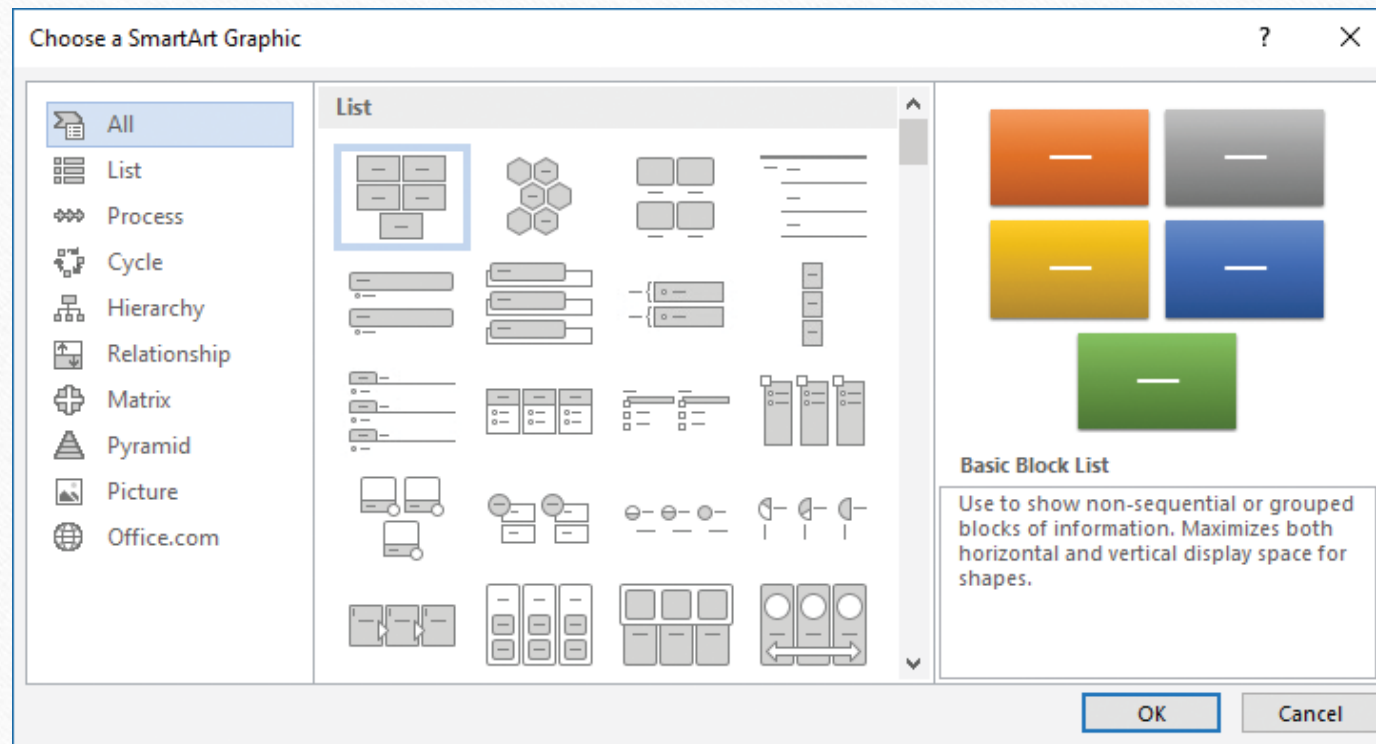 Choose a SmartArt Graphic
?
All
List
Process
Cycle
Hierarchy
Relationship
Matrix
Pyramid
Picture
Office.com
List
Basic Block List
Use to show non-sequential or grouped
blocks of information. Maximizes both
horizontal and vertical display space for
shapes.
OK
Cancel